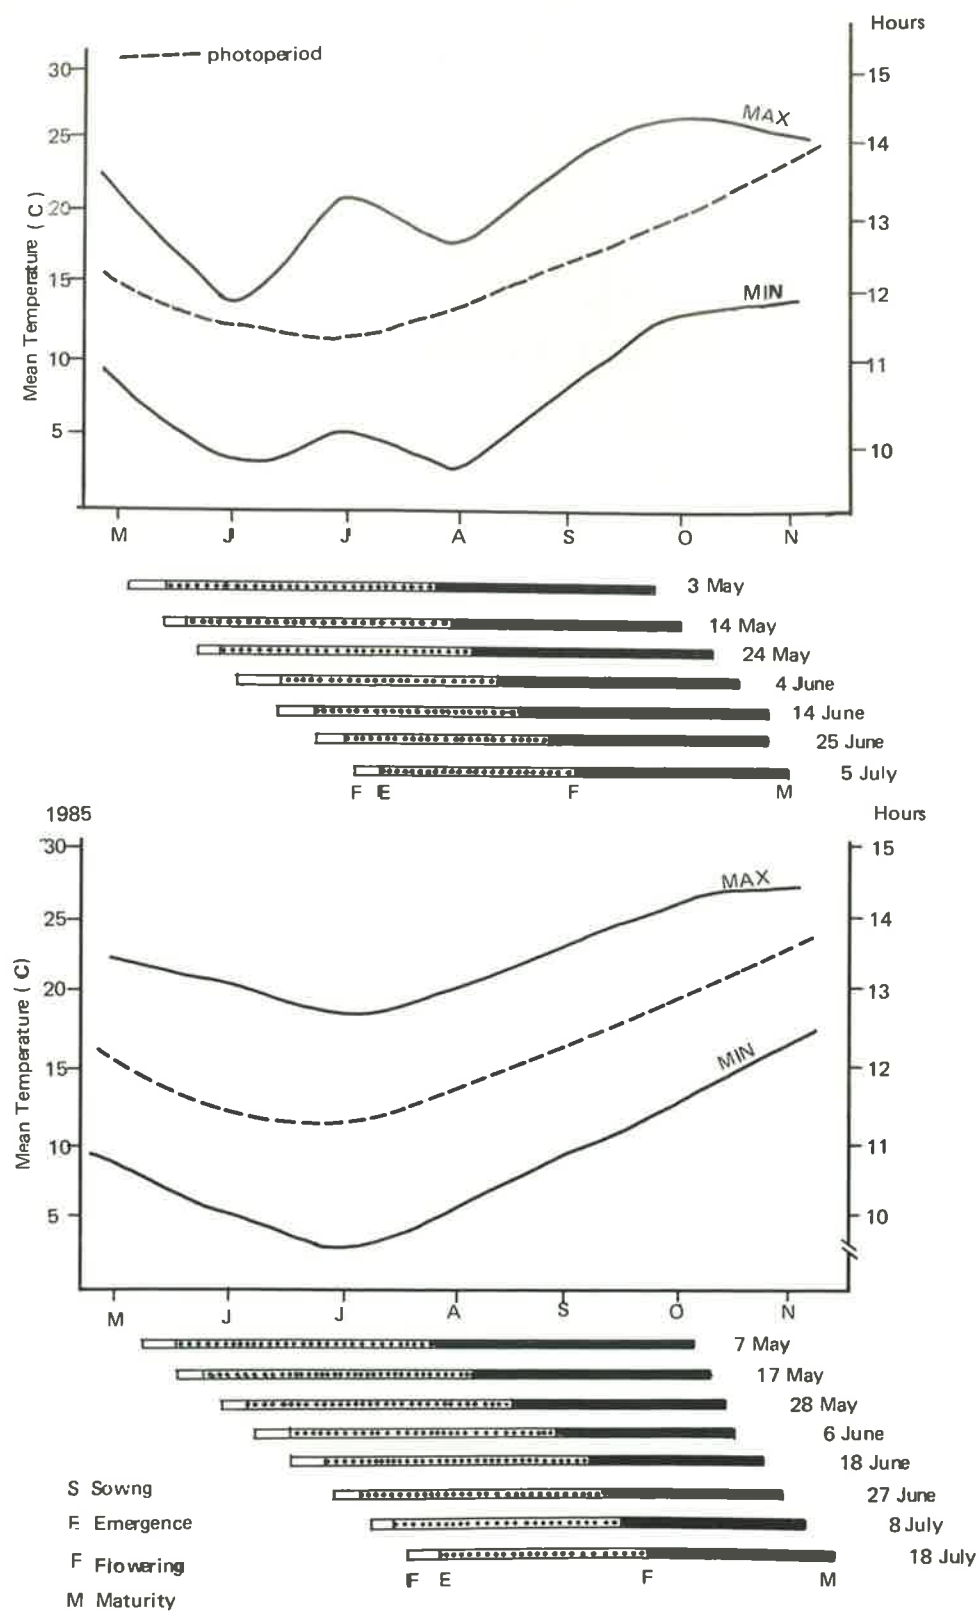 Hours
photoperiod
30
15
MAX
25
14
20
13
15
MIN
12
10
11
5
10
Mean Temperature ( C )
M J J A S O N
3 May
14 May
24 May
4 June
14 June
25 June
5 July
F E F M
1985
Hours
30
15
MAX
25
14
20
13
MIN
15
12
10
11
5
10
Mean Temperature ( C )
M J J A S O N
7 May
17 May
28 May
6 June
18 June
S Sowng
27 June
E Emergence
8 July
F Flowering
18 July
F E F M
M Maturity